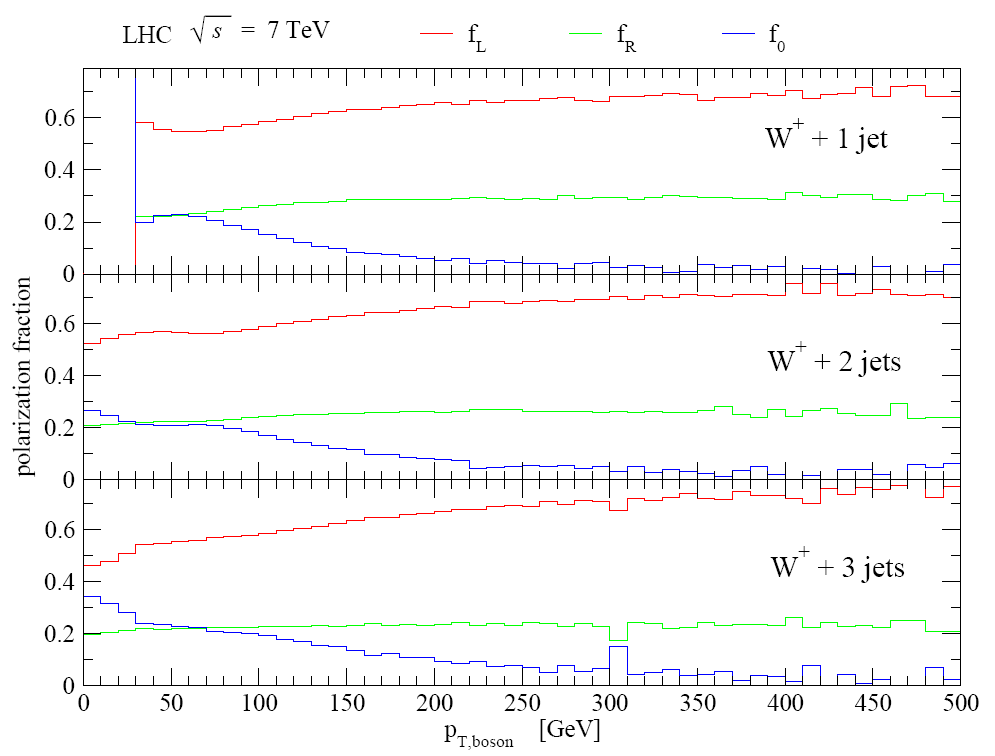 LHC √s = 7 TeV f_L f_R f_0
polarization fraction
0.6
0.4
0.2
0
W⁺ + 1 jet
0.6
0.4
0.2
0
W⁺ + 2 jets
0.6
0.4
0.2
0
W⁺ + 3 jets
0 50 100 150 200 250 300 350 400 450 500
p_T,boson [GeV]